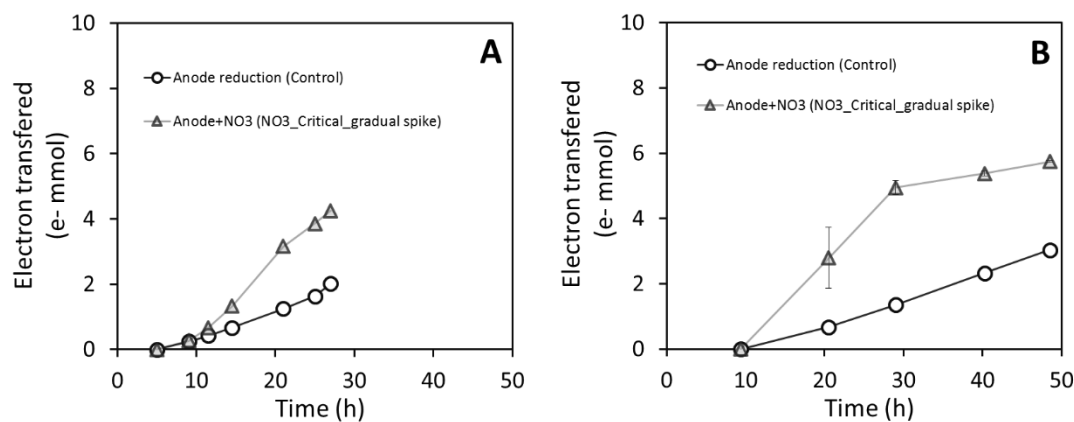 A
Anode reduction (Control)
Anode+NO3 (NO3_Critical_gradual spike)
Electron transfered
(e- mmol)
10
8
6
4
2
0
0 10 20 30 40 50
Time (h)
B
Anode reduction (Control)
Anode+NO3 (NO3_Critical_gradual spike)
Electron transfered
(e- mmol)
10
8
6
4
2
0
0 10 20 30 40 50
Time (h)